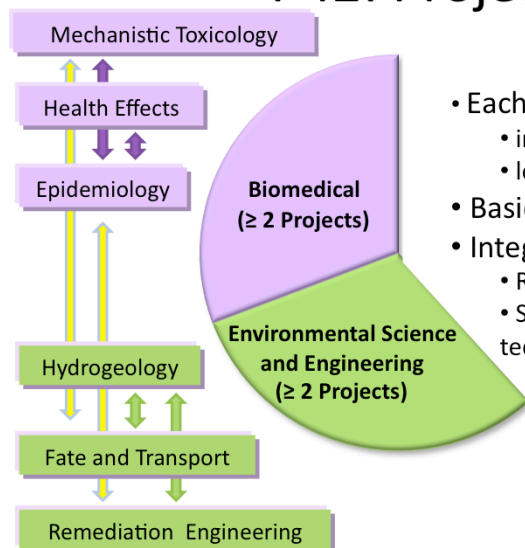 Mechanistic Toxicology
Health Effects
Epidemiology
Hydrogeology
Fate and Transport
Remediation Engineering
Biomedical
(≥ 2 Projects)
Environmental Science
and Engineering
(≥ 2 Projects)
• Each
•
•
• Basi
• Integ
• R
• S